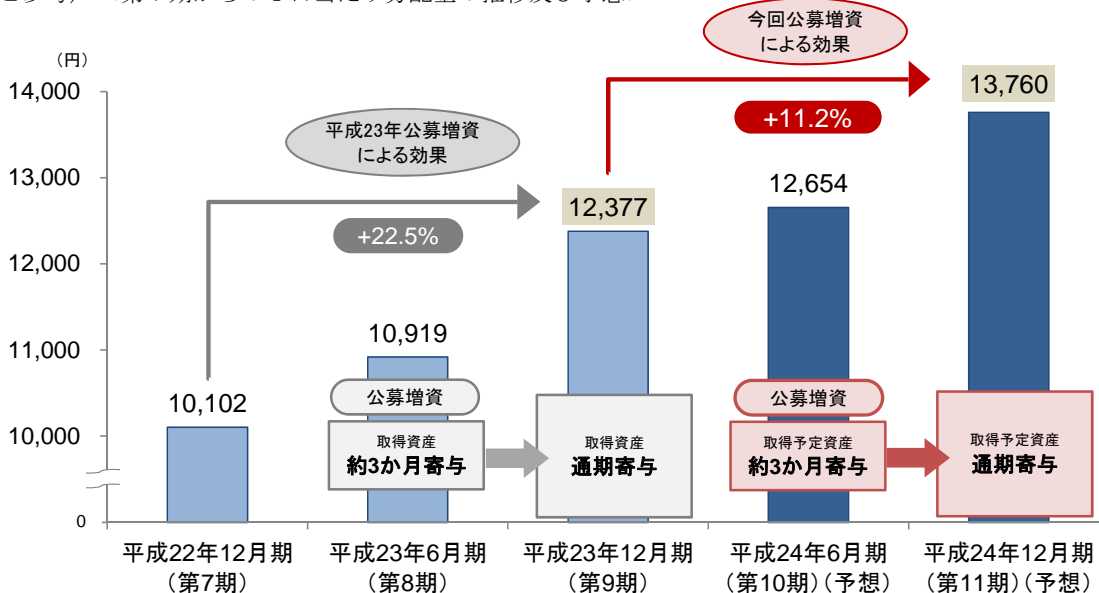 今回公募増資
による効果
(円)
14,000
13,760
+11.2%
平成23年公募増資
による効果
13,000
12,654
12,377
+22.5%
12,000
10,919
11,000
公募増資
公募増資
10,102
取得資産
約3か月寄与
取得資産
通期寄与
取得予定資産
約3か月寄与
取得予定資産
通期寄与
10,000
0
平成22年12月期
(第7期)
平成23年6月期
(第8期)
平成23年12月期
(第9期)
平成24年6月期
(第10期)(予想)
平成24年12月期
(第11期)(予想)